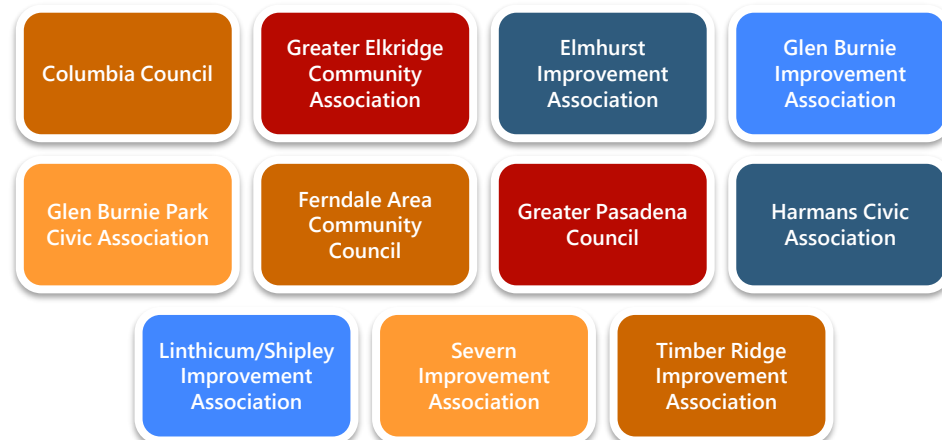 Columbia Council
Greater Elkridge
Community
Association
Elmhurst
Improvement
Association
Glen Burnie
Improvement
Association
Glen Burnie Park
Civic Association
Ferndale Area
Community
Council
Greater Pasadena
Council
Harmans Civic
Association
Linthicum/Shipley
Improvement
Association
Severn
Improvement
Association
Timber Ridge
Improvement
Association